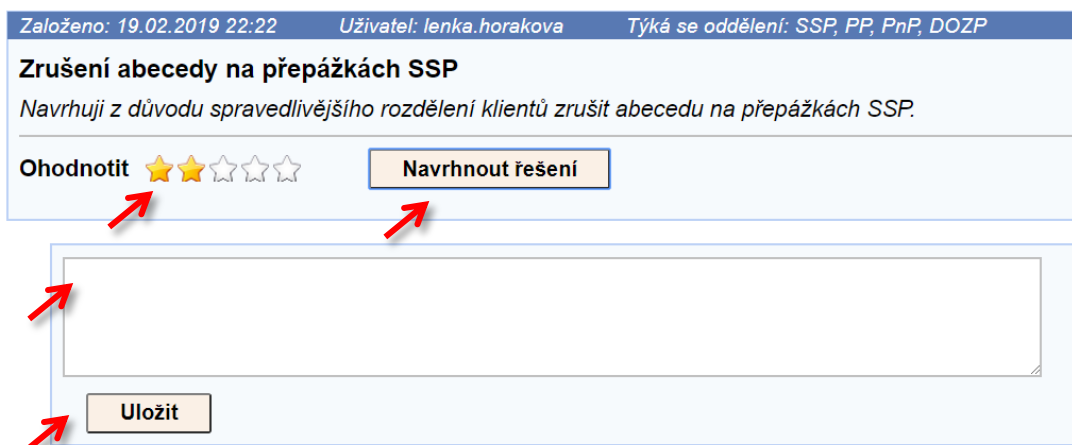 Založeno: 19.02.2019 22:22 Uživatel: lenka.horakova Týká se oddělení: SSP, PP, PnP, DOZP
Zrušení abecedy na přepážkách SSP
Navrhuji z důvodu spravedlivějšího rozdělení klientů zrušit abecedu na přepážkách SSP.
Ohodnotit Navrhnout řešení
Uložit